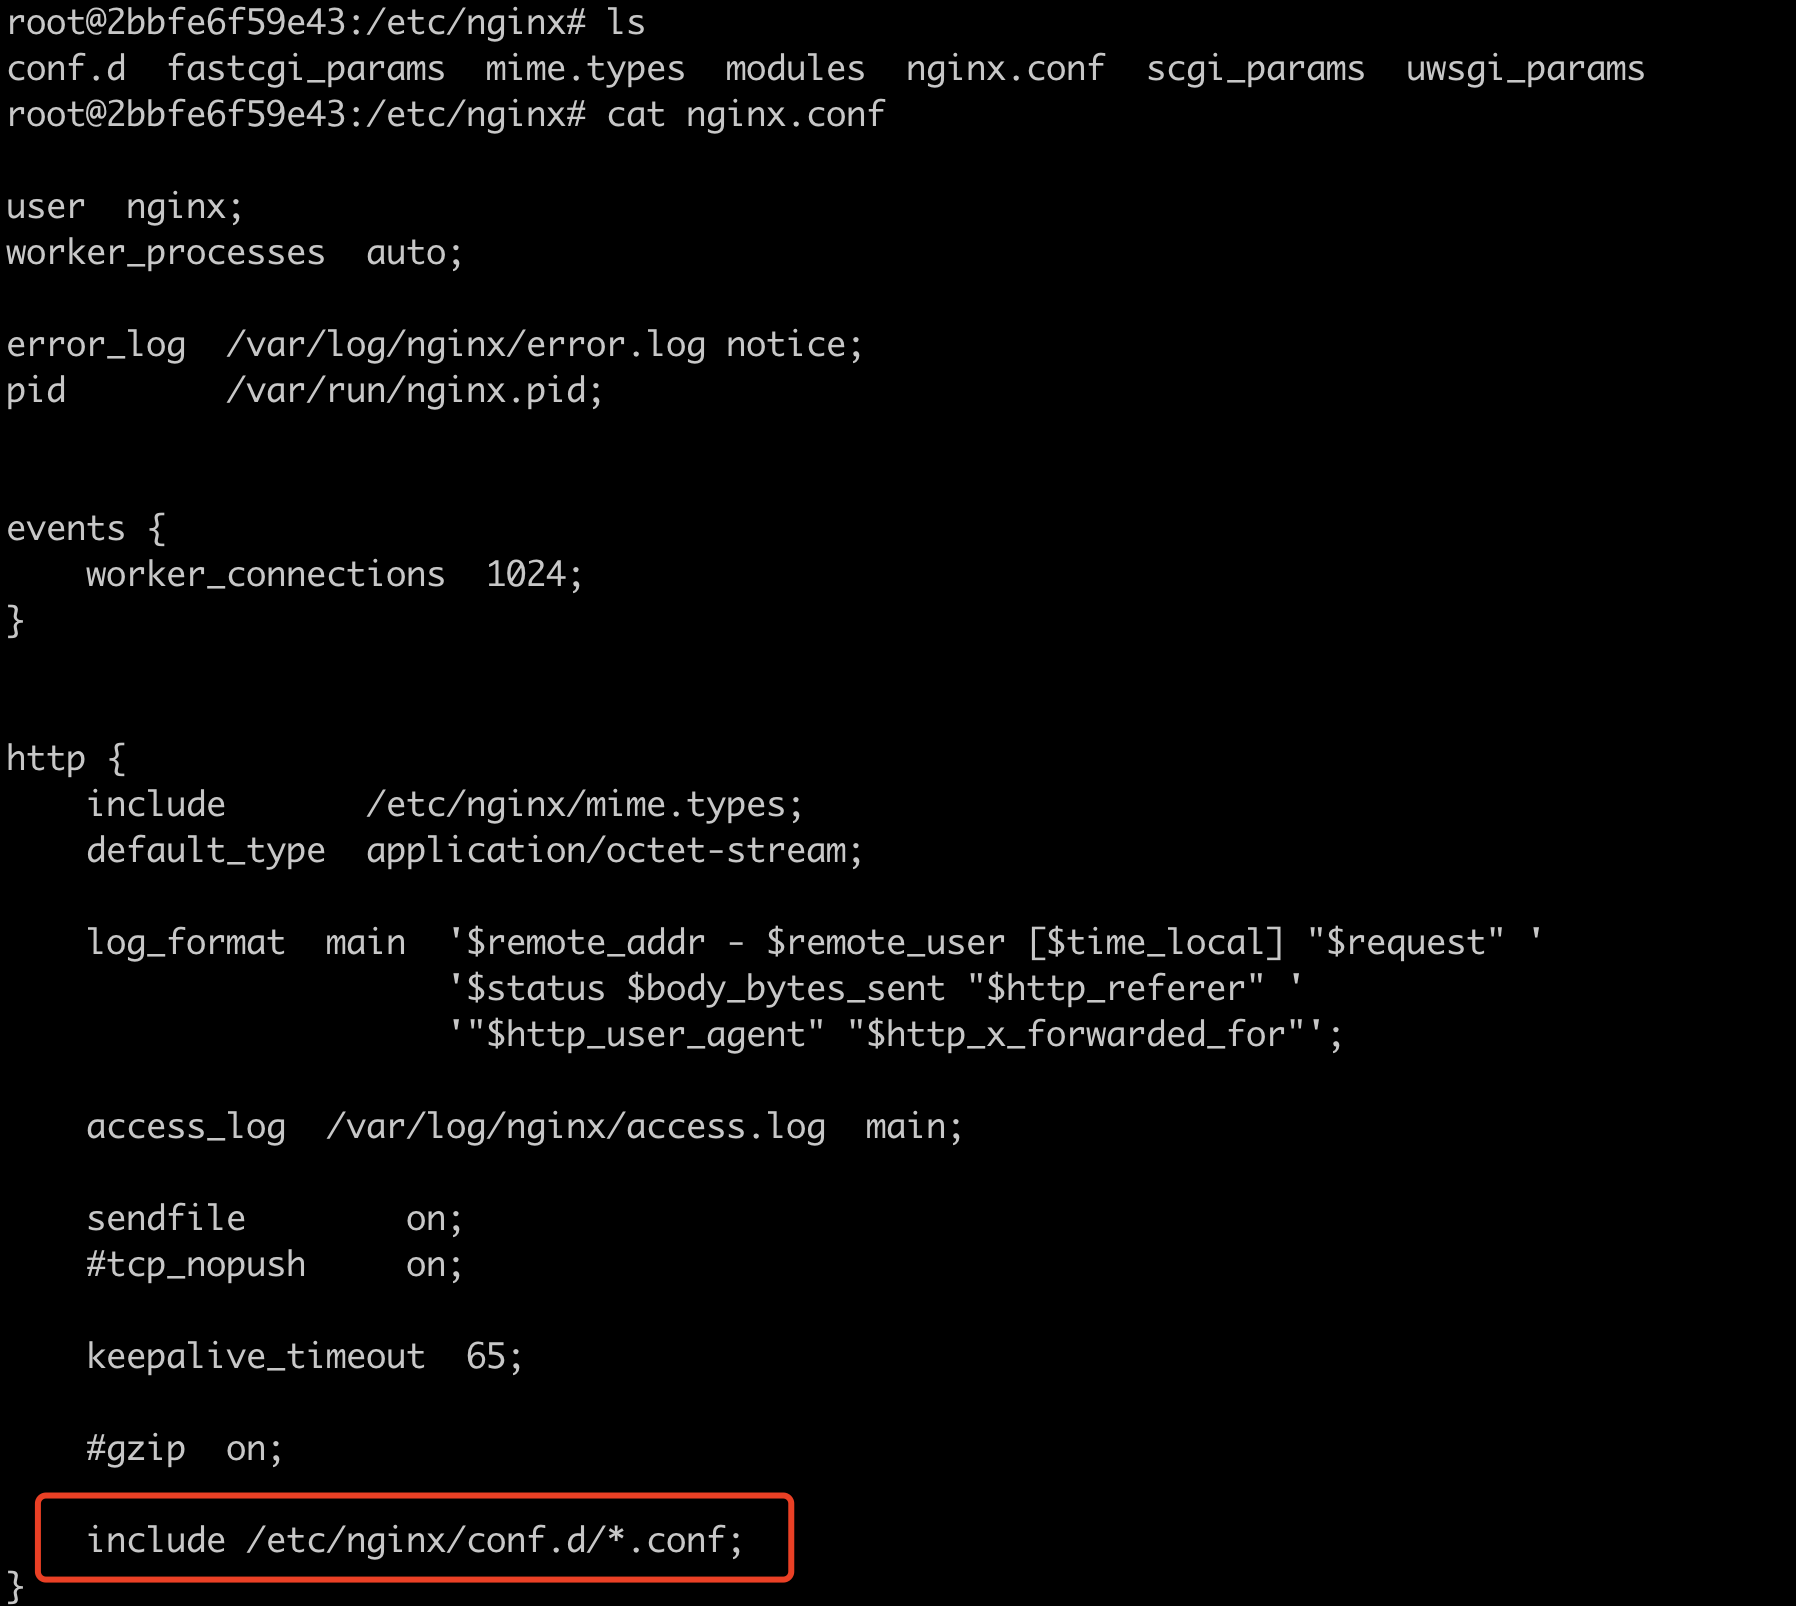 root@2bbfe6f59e43:/etc/nginx# ls
conf.d  fastcgi_params  mime.types  modules  nginx.conf  scgi_params  uwsgi_params
root@2bbfe6f59e43:/etc/nginx# cat nginx.conf

user  nginx;
worker_processes  auto;

error_log  /var/log/nginx/error.log notice;
pid        /var/run/nginx.pid;


events {
    worker_connections  1024;
}


http {
    include       /etc/nginx/mime.types;
    default_type  application/octet-stream;

    log_format  main  '$remote_addr - $remote_user [$time_local] "$request" '
                      '$status $body_bytes_sent "$http_referer" '
                      '"$http_user_agent" "$http_x_forwarded_for"';

    access_log  /var/log/nginx/access.log  main;

    sendfile        on;
    #tcp_nopush     on;

    keepalive_timeout  65;

    #gzip  on;

    include /etc/nginx/conf.d/*.conf;
}